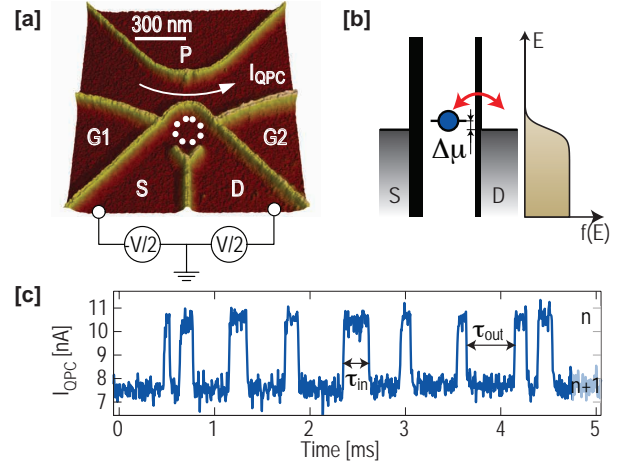 [a]
300 nm
P
I_QPC
G1
G2
S
D
V/2
V/2
[b]
E
Δμ
S
D
f(E)
[c]
I_QPC [nA]
11
10
8
7
n
τ_in
τ_out
n+1
0
1
2
3
4
5
Time [ms]